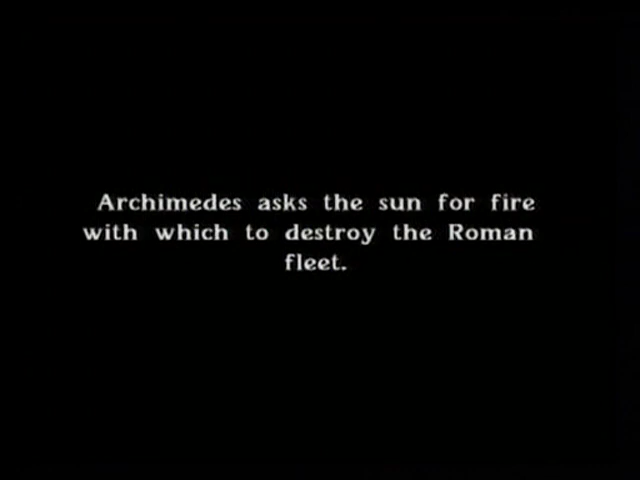 Archimedes asks the sun for fire
with which to destroy the Roman
fleet.